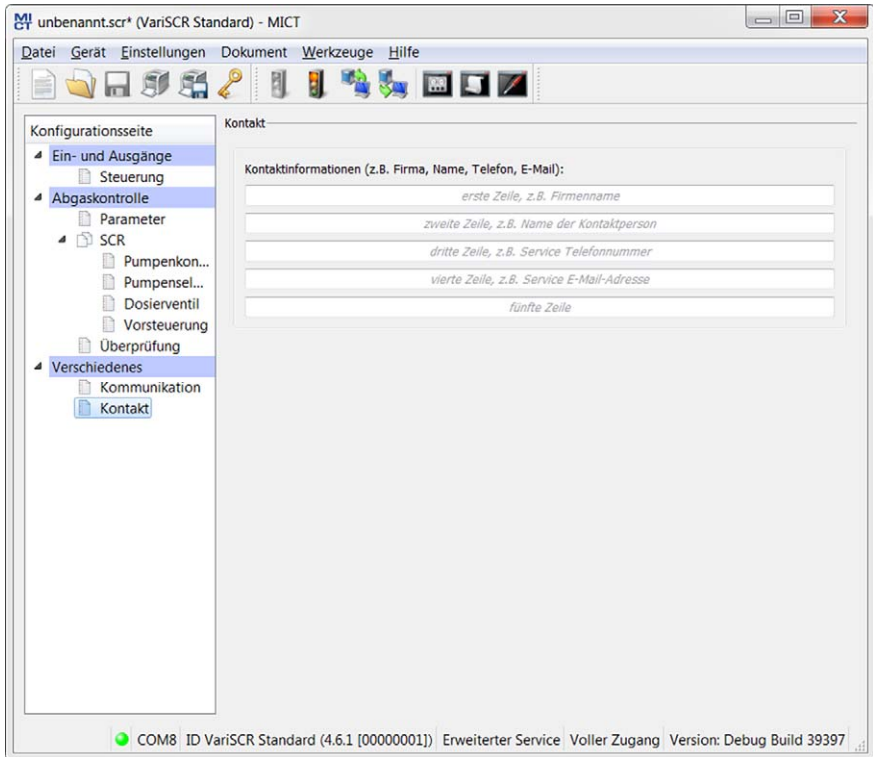 MICT unbenannt.scr* (VariSCR Standard) - MICT
Datei Gerät Einstellungen Dokument Werkzeuge Hilfe
Konfigurationsseite
Ein- und Ausgänge
Steuerung
Abgaskontrolle
Parameter
SCR
Pumpenkon...
Pumpensel...
Dosierventil
Vorsteuerung
Überprüfung
Verschiedenes
Kommunikation
Kontakt
Kontakt
Kontaktinformationen (z.B. Firma, Name, Telefon, E-Mail):
erste Zeile, z.B. Firmenname
zweite Zeile, z.B. Name der Kontaktperson
dritte Zeile, z.B. Service Telefonnummer
vierte Zeile, z.B. Service E-Mail-Adresse
fünfte Zeile
COM8 ID VariSCR Standard (4.6.1 [00000001]) Erweiterter Service Voller Zugang Version: Debug Build 39397